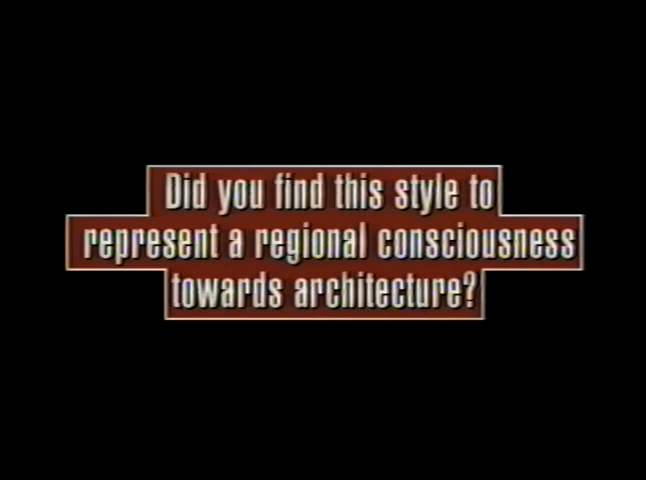 Did you find this style to
represent a regional consciousness
towards architecture?